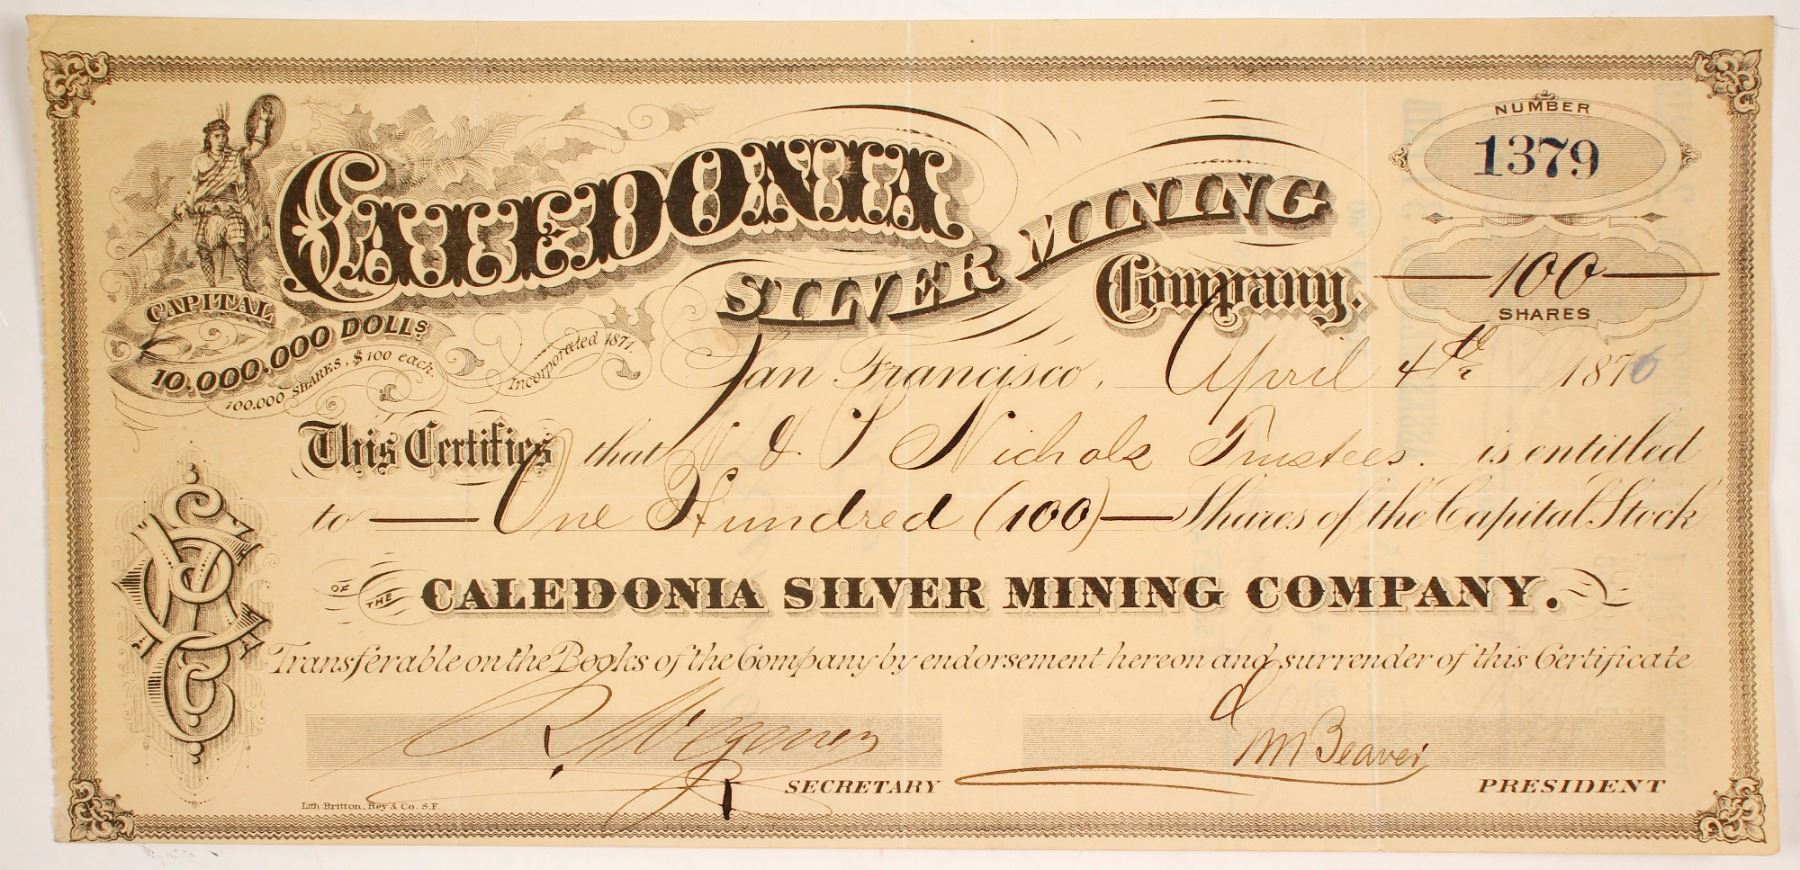 CALEDONIA
SILVER MINING
Company.
NUMBER
1379
100
SHARES
CAPITAL
10,000,000 DOLLS
100,000 SHARES, $100 each.
Incorporated 1871.
San Francisco, April 4th 1876
This Certifies that & Nichols Trustees. is entitled
to One Hundred (100) Shares of the Capital Stock
OF THE CALEDONIA SILVER MINING COMPANY.
Transferable on the Books of the Company by endorsement hereon and surrender of this Certificate
R. Wegener
SECRETARY
Beaver
PRESIDENT
Lith Britton, Rey & Co. S.F.